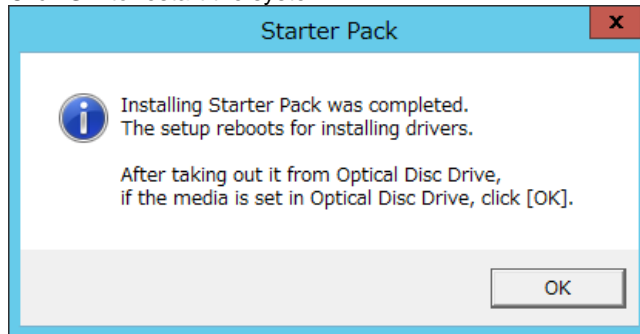 Starter Pack
x
Installing Starter Pack was completed.
The setup reboots for installing drivers.
After taking out it from Optical Disc Drive,
if the media is set in Optical Disc Drive, click [OK].
OK